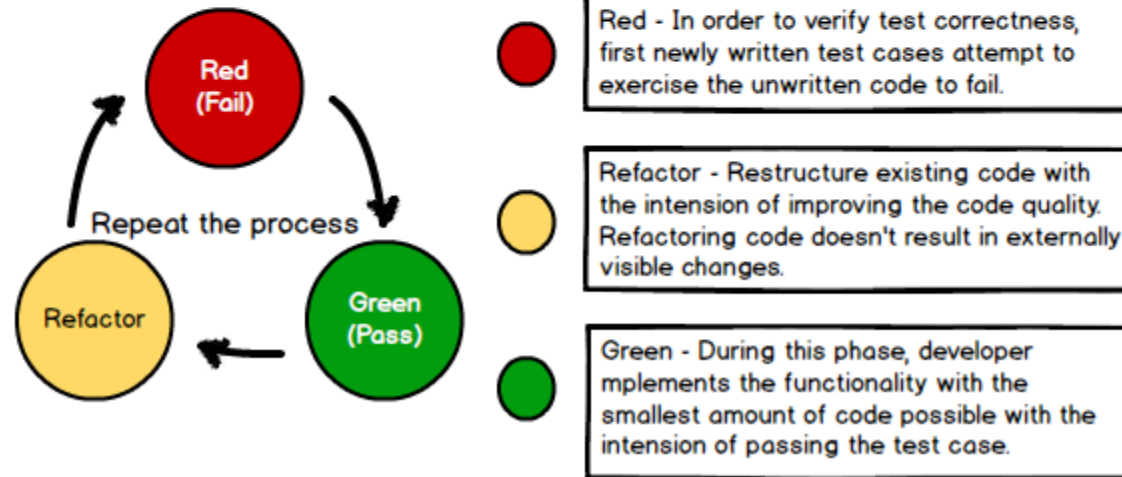 Red
(Fail)
Repeat the process
Refactor
Green
(Pass)
Red - In order to verify test correctness,
first newly written test cases attempt to
exercise the unwritten code to fail.
Refactor - Restructure existing code with
the intension of improving the code quality.
Refactoring code doesn't result in externally
visible changes.
Green - During this phase, developer
mplements the functionality with the
smallest amount of code possible with the
intension of passing the test case.